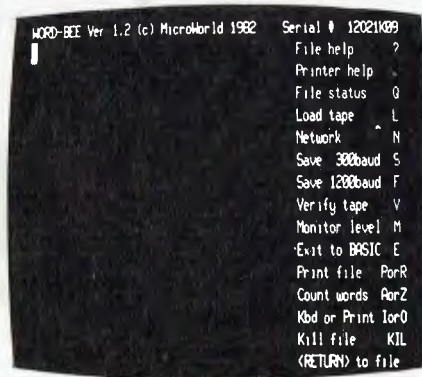 WORD-BEE Ver 1.2 (c) MicroWorld 1982 Serial # 12021K09
File help ?
Printer help
File status Q
Load tape L
Network ^ N
Save 300baud S
Save 1200baud F
Verify tape V
Monitor level M
Exit to BASIC E
Print file PorR
Count words AorZ
Kbd or Print IorO
Kill file KIL
<RETURN> to file